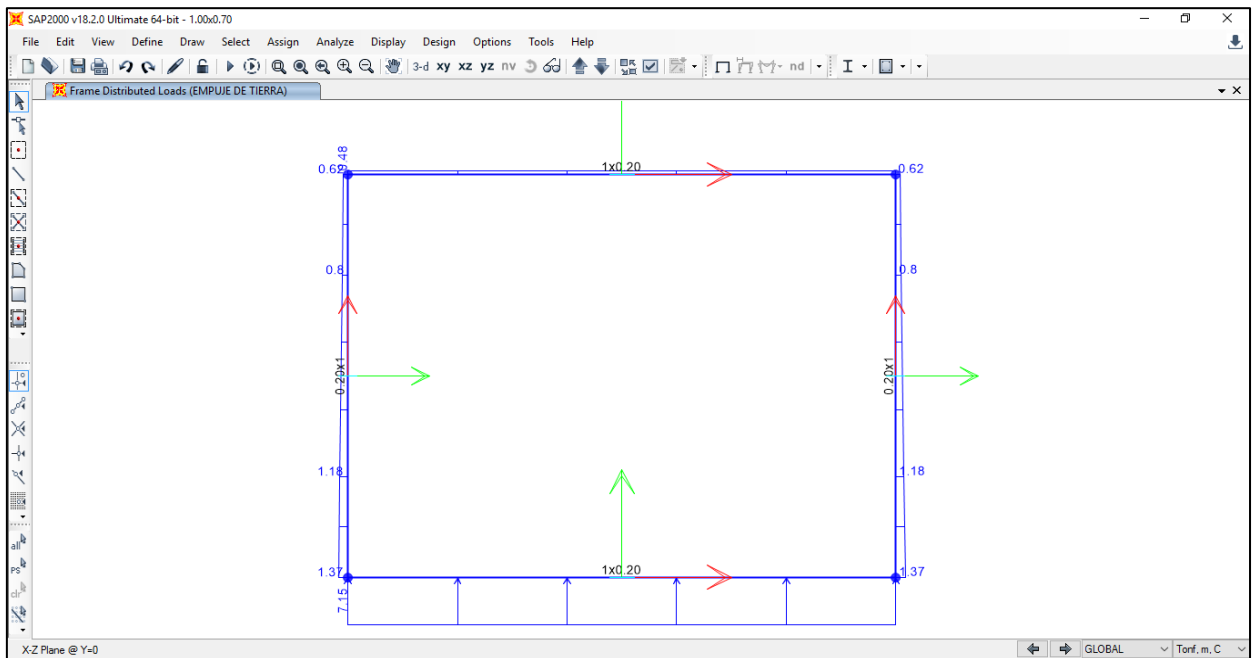 SAP2000 v18.2.0 Ultimate 64-bit - 1.00x0.70
File Edit View Define Draw Select Assign Analyze Display Design Options Tools Help
3-d xy xz yz nv nd
Frame Distributed Loads (EMPUJE DE TIERRA)
1x0.20
0.62
0.62
0.8
0.8
0.20x1
0.20x1
1.18
1.18
1.37
1x0.20
1.37
7.15
all
PS
clr
X-Z Plane @ Y=0
GLOBAL
Tonf, m, C